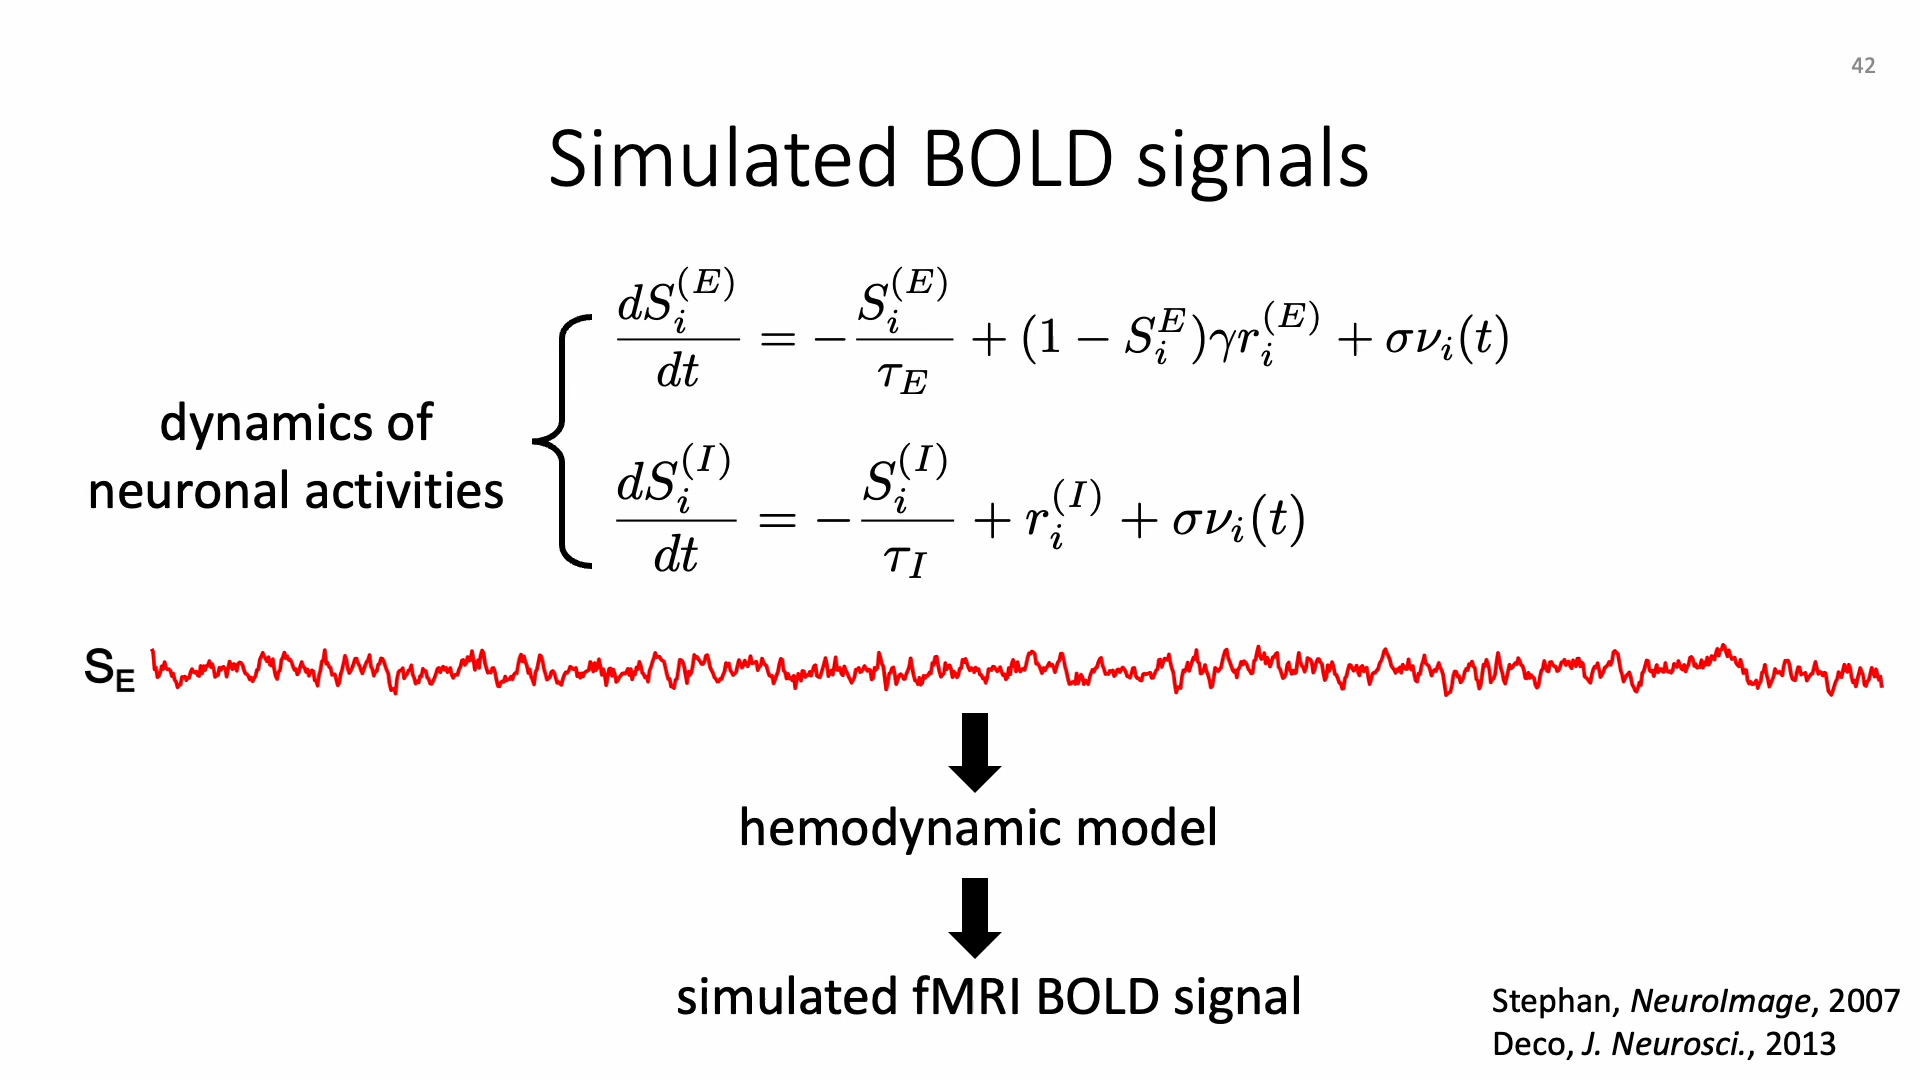 42
Simulated BOLD signals
dS_i^{(E)}/dt = -S_i^{(E)}/τ_E + (1 - S_i^E)γr_i^{(E)} + σν_i(t)
dynamics of
neuronal activities
dS_i^{(I)}/dt = -S_i^{(I)}/τ_I + r_i^{(I)} + σν_i(t)
S_E
hemodynamic model
simulated fMRI BOLD signal
Stephan, NeuroImage, 2007
Deco, J. Neurosci., 2013